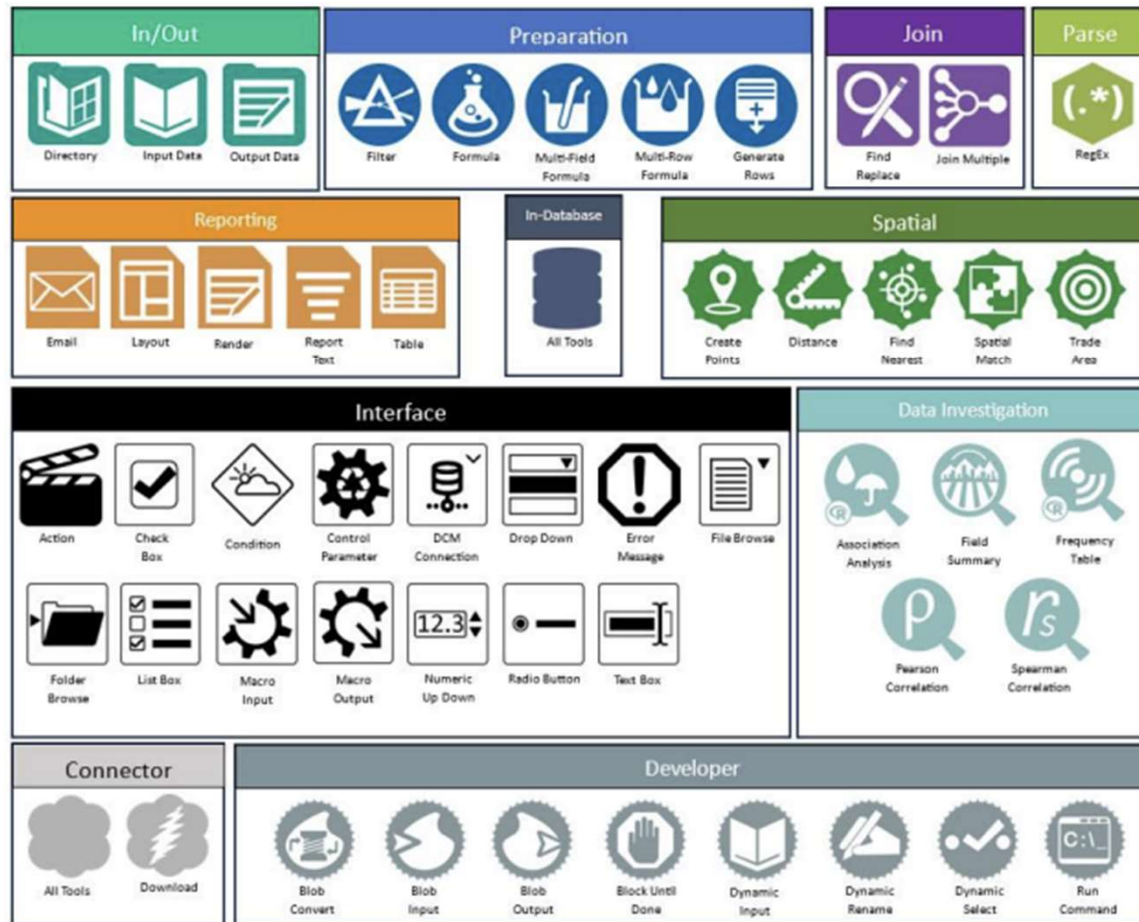 In/Out
Preparation
Join
Parse
(.*)
Directory
Input Data
Output Data
Filter
Formula
Multi-Field
Formula
Multi-Row
Formula
Generate
Rows
Find
Replace
Join Multiple
RegEx
Reporting
In-Database
Spatial
Email
Layout
Render
Report
Text
Table
All Tools
Create
Points
Distance
Find
Nearest
Spatial
Match
Trade
Area
Interface
Data Investigation
Action
Check
Box
Condition
Control
Parameter
DCM
Connection
Drop Down
Error
Message
File Browse
R
Association
Analysis
Field
Summary
R
Frequency
Table
12.3
Folder
Browse
List Box
Macro
Input
Macro
Output
Numeric
Up Down
Radio Button
Text Box
ρ
Pearson
Correlation
rs
Spearman
Correlation
Connector
Developer
All Tools
Download
Blob
Convert
Blob
Input
Blob
Output
Block Until
Done
Dynamic
Input
Dynamic
Rename
Dynamic
Select
C:\_
Run
Command